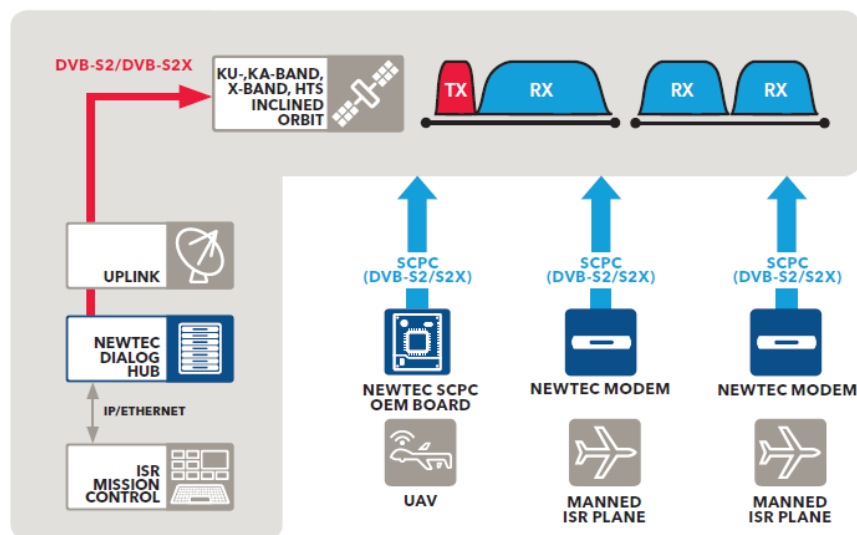 DVB-S2/DVB-S2X
KU-,KA-BAND,
X-BAND, HTS
INCLINED
ORBIT
TX
RX
RX
RX
UPLINK
NEWTEC
DIALOG
HUB
IP/ETHERNET
ISR
MISSION
CONTROL
SCPC
(DVB-S2/S2X)
NEWTEC SCPC
OEM BOARD
UAV
SCPC
(DVB-S2/S2X)
NEWTEC MODEM
MANNED
ISR PLANE
SCPC
(DVB-S2/S2X)
NEWTEC MODEM
MANNED
ISR PLANE